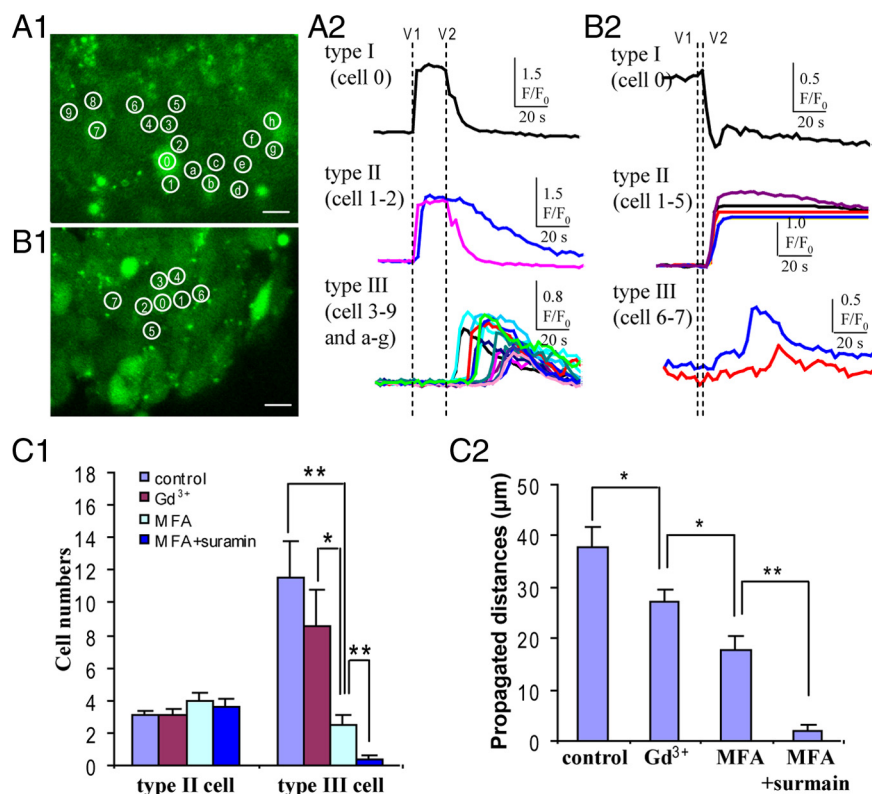 A1
A2
B2
V1 V2
V1 V2
type I
(cell 0)
1.5
F/F0
20 s
type I
(cell 0)
0.5
F/F0
20 s
9 8 7 6 5 4 3 2 0 1 a b c d e f g h
type II
(cell 1-2)
1.5
F/F0
20 s
type II
(cell 1-5)
1.0
F/F0
20 s
B1
7 3 4 2 0 1 6 5
type III
(cell 3-9
and a-g)
0.8
F/F0
20 s
type III
(cell 6-7)
0.5
F/F0
20 s
C1
Cell numbers
18
16
14
12
10
8
6
4
2
0
control
Gd3+
MFA
MFA+suramin
**
*
**
type II cell
type III cell
C2
Propagated distances (µm)
50
40
30
20
10
0
*
*
**
control
Gd3+
MFA
MFA
+surmain